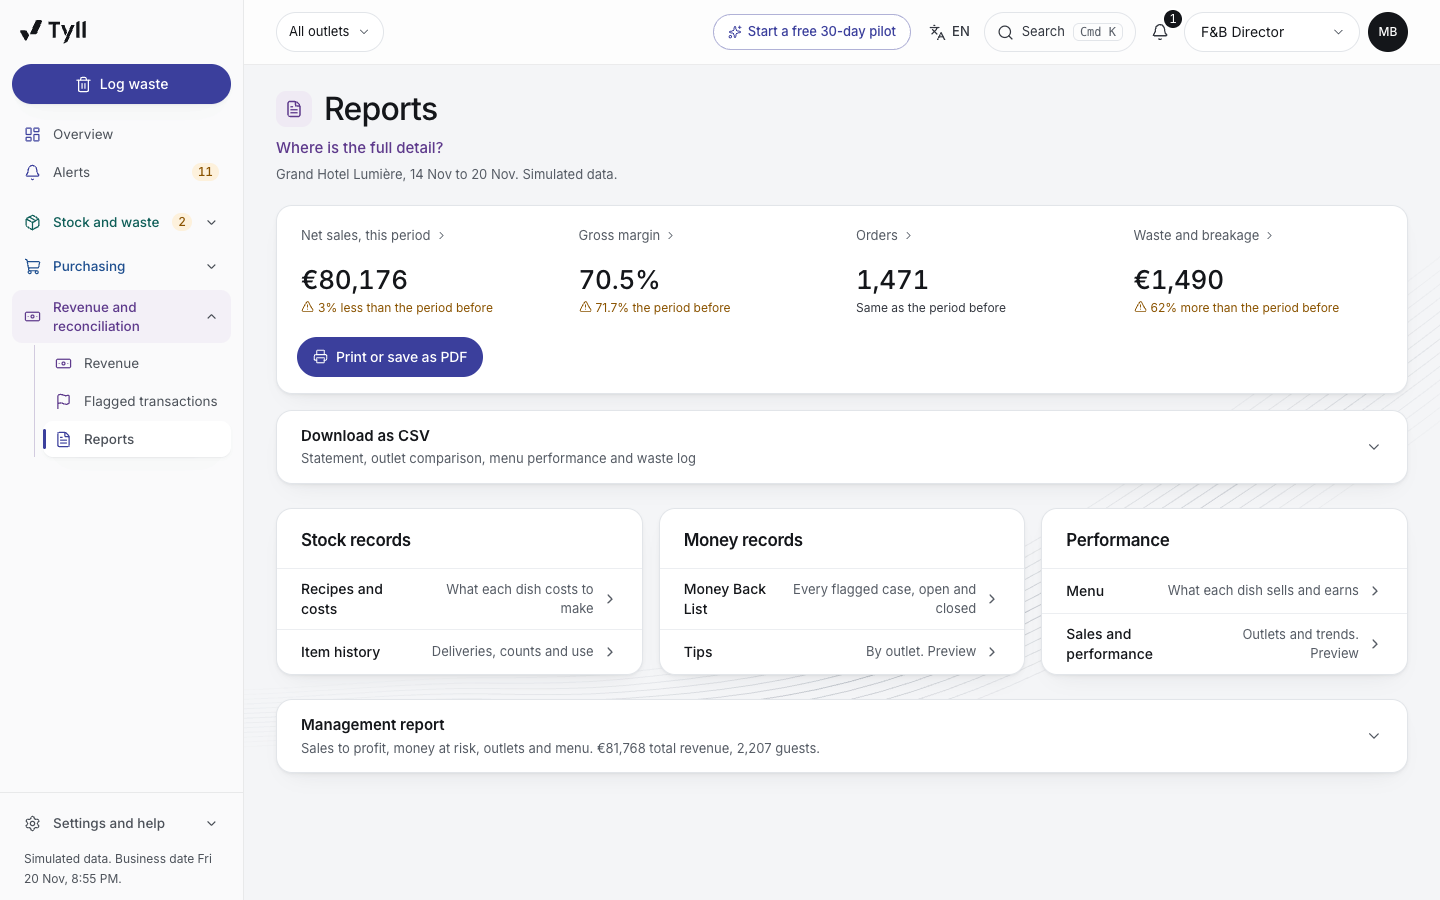 Tyll
All outlets
Start a free 30-day pilot
EN
Search
Cmd K
1
F&B Director
MB
Log waste
Overview
Alerts
11
Stock and waste
2
Purchasing
Revenue and
reconciliation
Revenue
Flagged transactions
Reports
Settings and help
Simulated data. Business date Fri
20 Nov, 8:55 PM.
Reports
Where is the full detail?
Grand Hotel Lumière, 14 Nov to 20 Nov. Simulated data.
Net sales, this period
€80,176
3% less than the period before
Gross margin
70.5%
71.7% the period before
Orders
1,471
Same as the period before
Waste and breakage
€1,490
62% more than the period before
Print or save as PDF
Download as CSV
Statement, outlet comparison, menu performance and waste log
Stock records
Recipes and
costs
What each dish costs to
make
Item history
Deliveries, counts and use
Money records
Money Back
List
Every flagged case, open and
closed
Tips
By outlet. Preview
Performance
Menu
What each dish sells and earns
Sales and
performance
Outlets and trends.
Preview
Management report
Sales to profit, money at risk, outlets and menu. €81,768 total revenue, 2,207 guests.